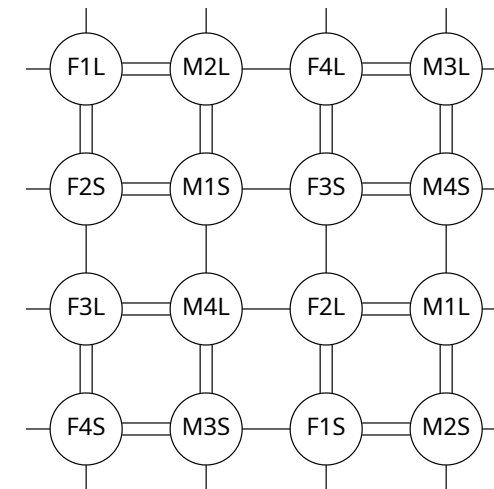 F1L M2L F4L M3L
F2S M1S F3S M4S
F3L M4L F2L M1L
F4S M3S F1S M2S